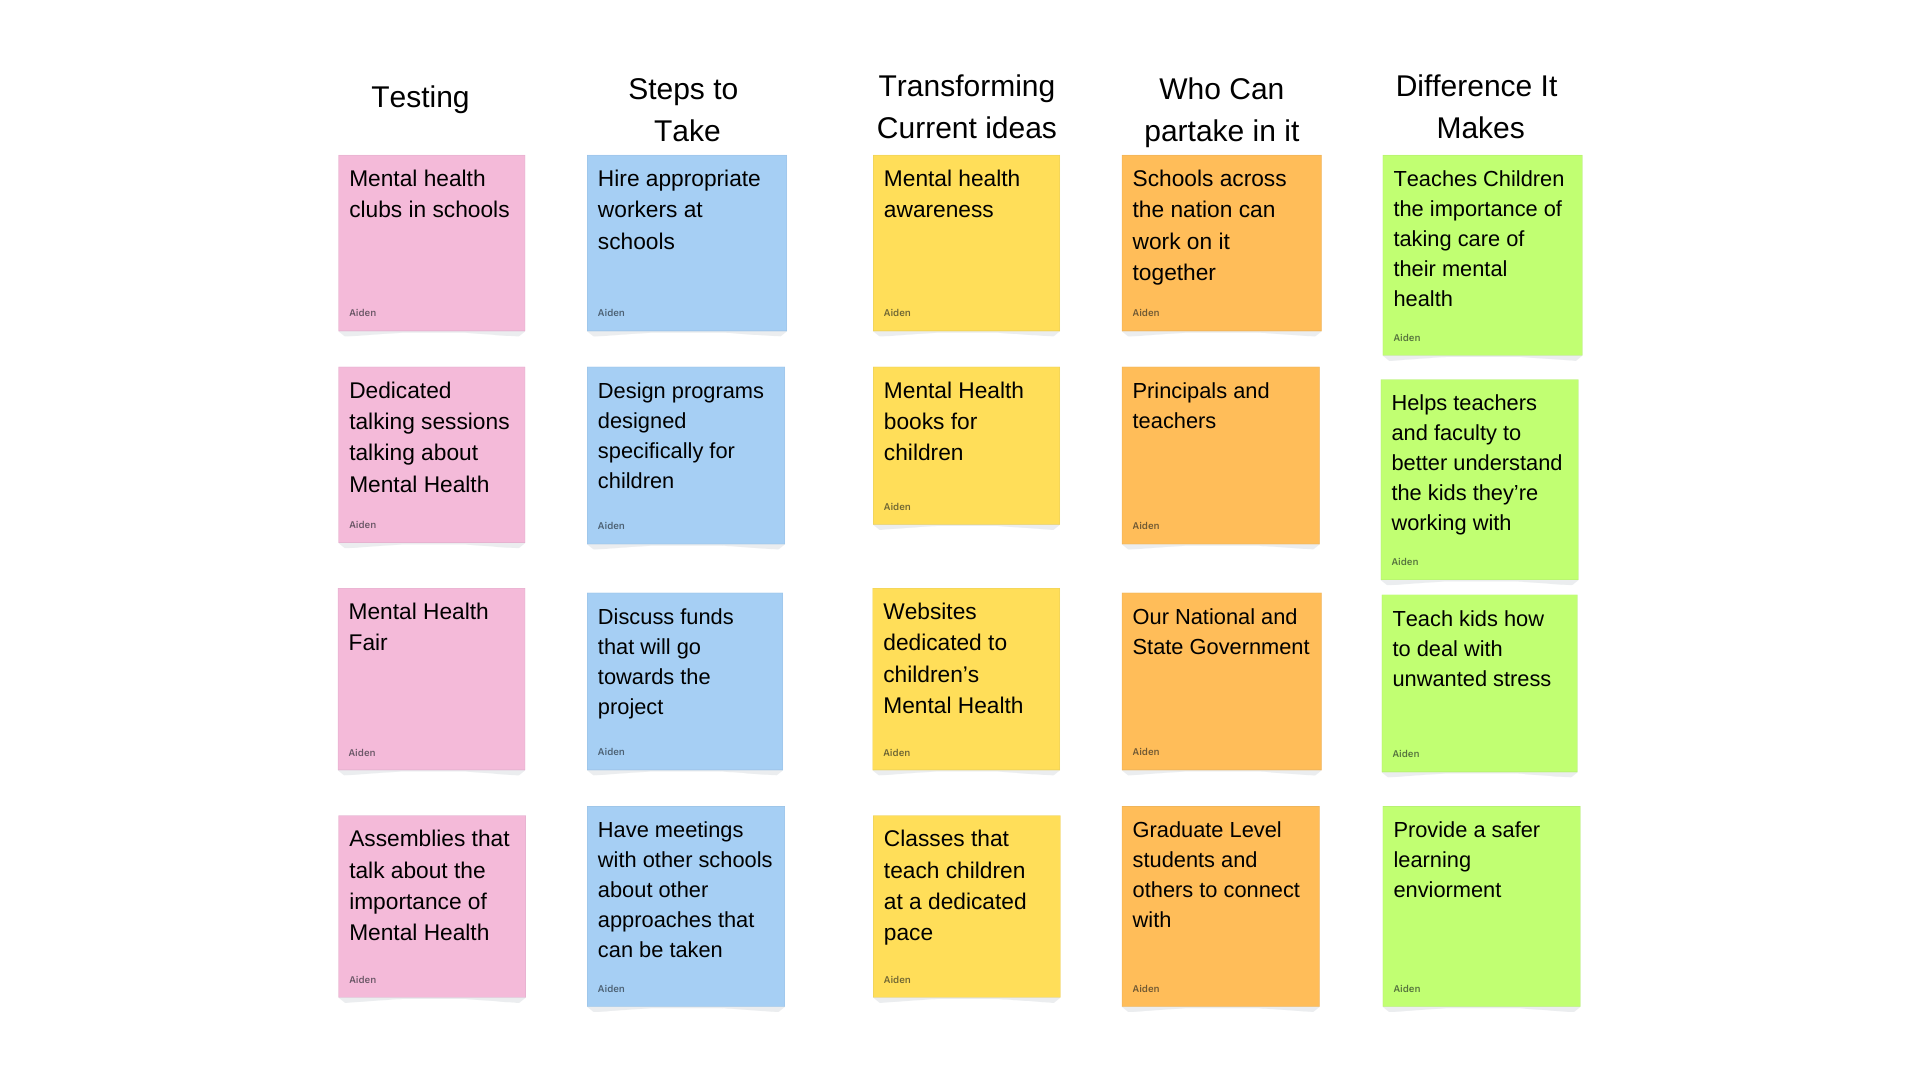 Testing
Steps to
Take
Transforming
Current ideas
Who Can
partake in it
Difference It
Makes
Mental health
clubs in schools
Aiden
Hire appropriate
workers at
schools
Aiden
Mental health
awareness
Aiden
Schools across
the nation can
work on it
together
Aiden
Teaches Children
the importance of
taking care of
their mental
health
Aiden
Dedicated
talking sessions
talking about
Mental Health
Aiden
Design programs
designed
specifically for
children
Aiden
Mental Health
books for
children
Aiden
Principals and
teachers
Aiden
Helps teachers
and faculty to
better understand
the kids they’re
working with
Aiden
Mental Health
Fair
Aiden
Discuss funds
that will go
towards the
project
Aiden
Websites
dedicated to
children’s
Mental Health
Aiden
Our National and
State Government
Aiden
Teach kids how
to deal with
unwanted stress
Aiden
Assemblies that
talk about the
importance of
Mental Health
Aiden
Have meetings
with other schools
about other
approaches that
can be taken
Aiden
Classes that
teach children
at a dedicated
pace
Aiden
Graduate Level
students and
others to connect
with
Aiden
Provide a safer
learning
enviorment
Aiden